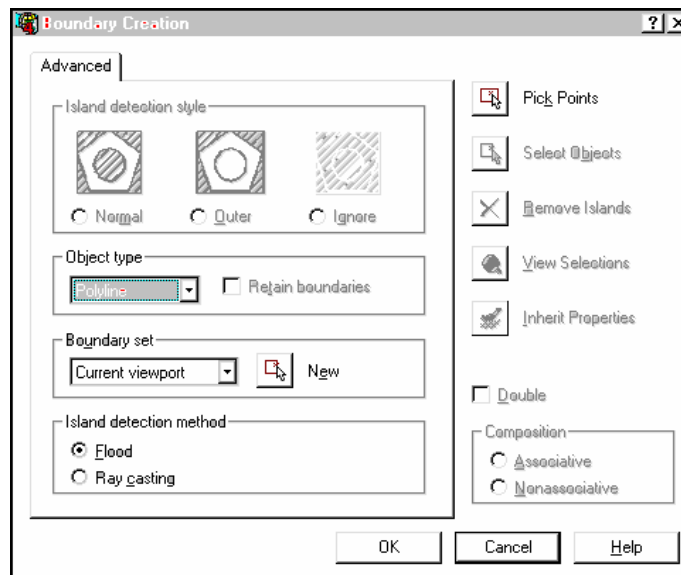 Boundary Creation
Advanced
Island detection style
Normal
Outer
Ignore
Object type
Polyline
Retain boundaries
Boundary set
Current viewport
New
Island detection method
Flood
Ray casting
Pick Points
Select Objects
Remove Islands
View Selections
Inherit Properties
Double
Composition
Associative
Nonassociative
OK
Cancel
Help